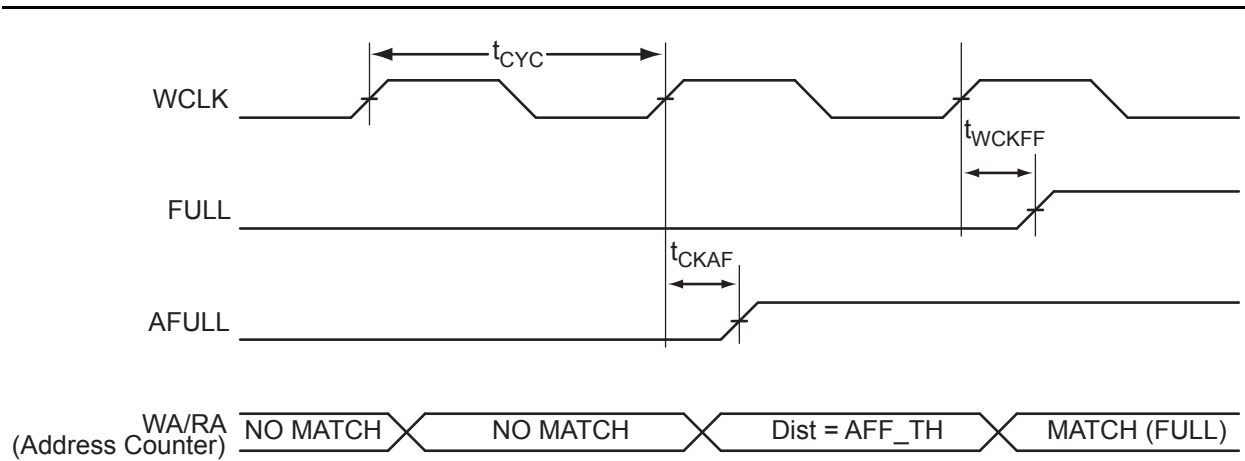 tCYC
WCLK
tWCKFF
FULL
tCKAF
AFULL
WA/RA
(Address Counter)
NO MATCH
NO MATCH
Dist = AFF_TH
MATCH (FULL)